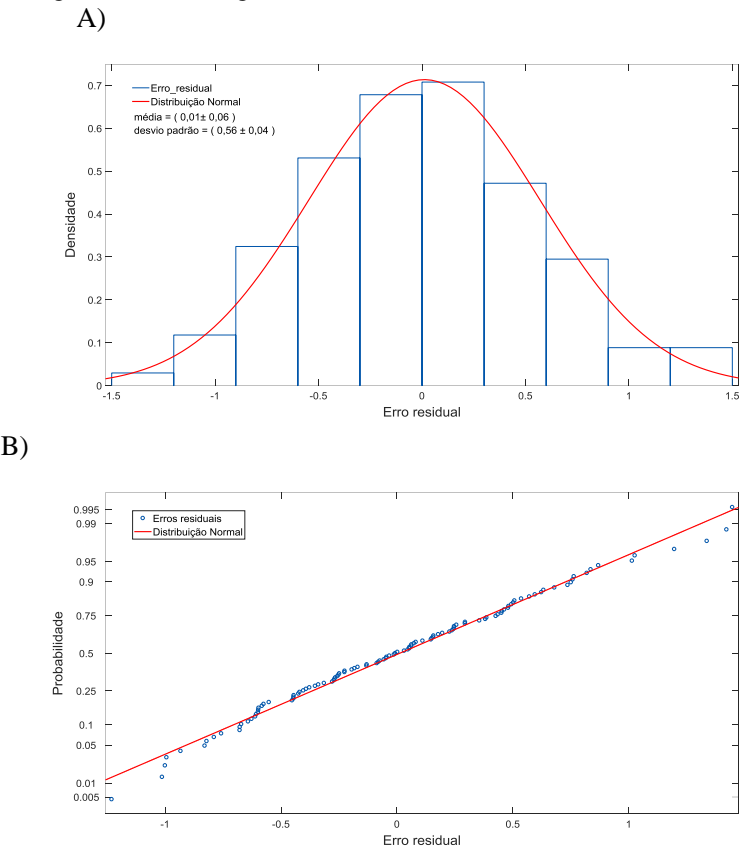 A)
Erro_residual
Distribuição Normal
média = ( 0,01± 0,06 )
desvio padrão = ( 0,56 ± 0,04 )
Densidade
0.7
0.6
0.5
0.4
0.3
0.2
0.1
0
-1.5 -1 -0.5 0 0.5 1 1.5
Erro residual
B)
Erros residuais
Distribuição Normal
Probabilidade
0.995
0.99
0.95
0.9
0.75
0.5
0.25
0.1
0.05
0.01
0.005
-1 -0.5 0 0.5 1
Erro residual